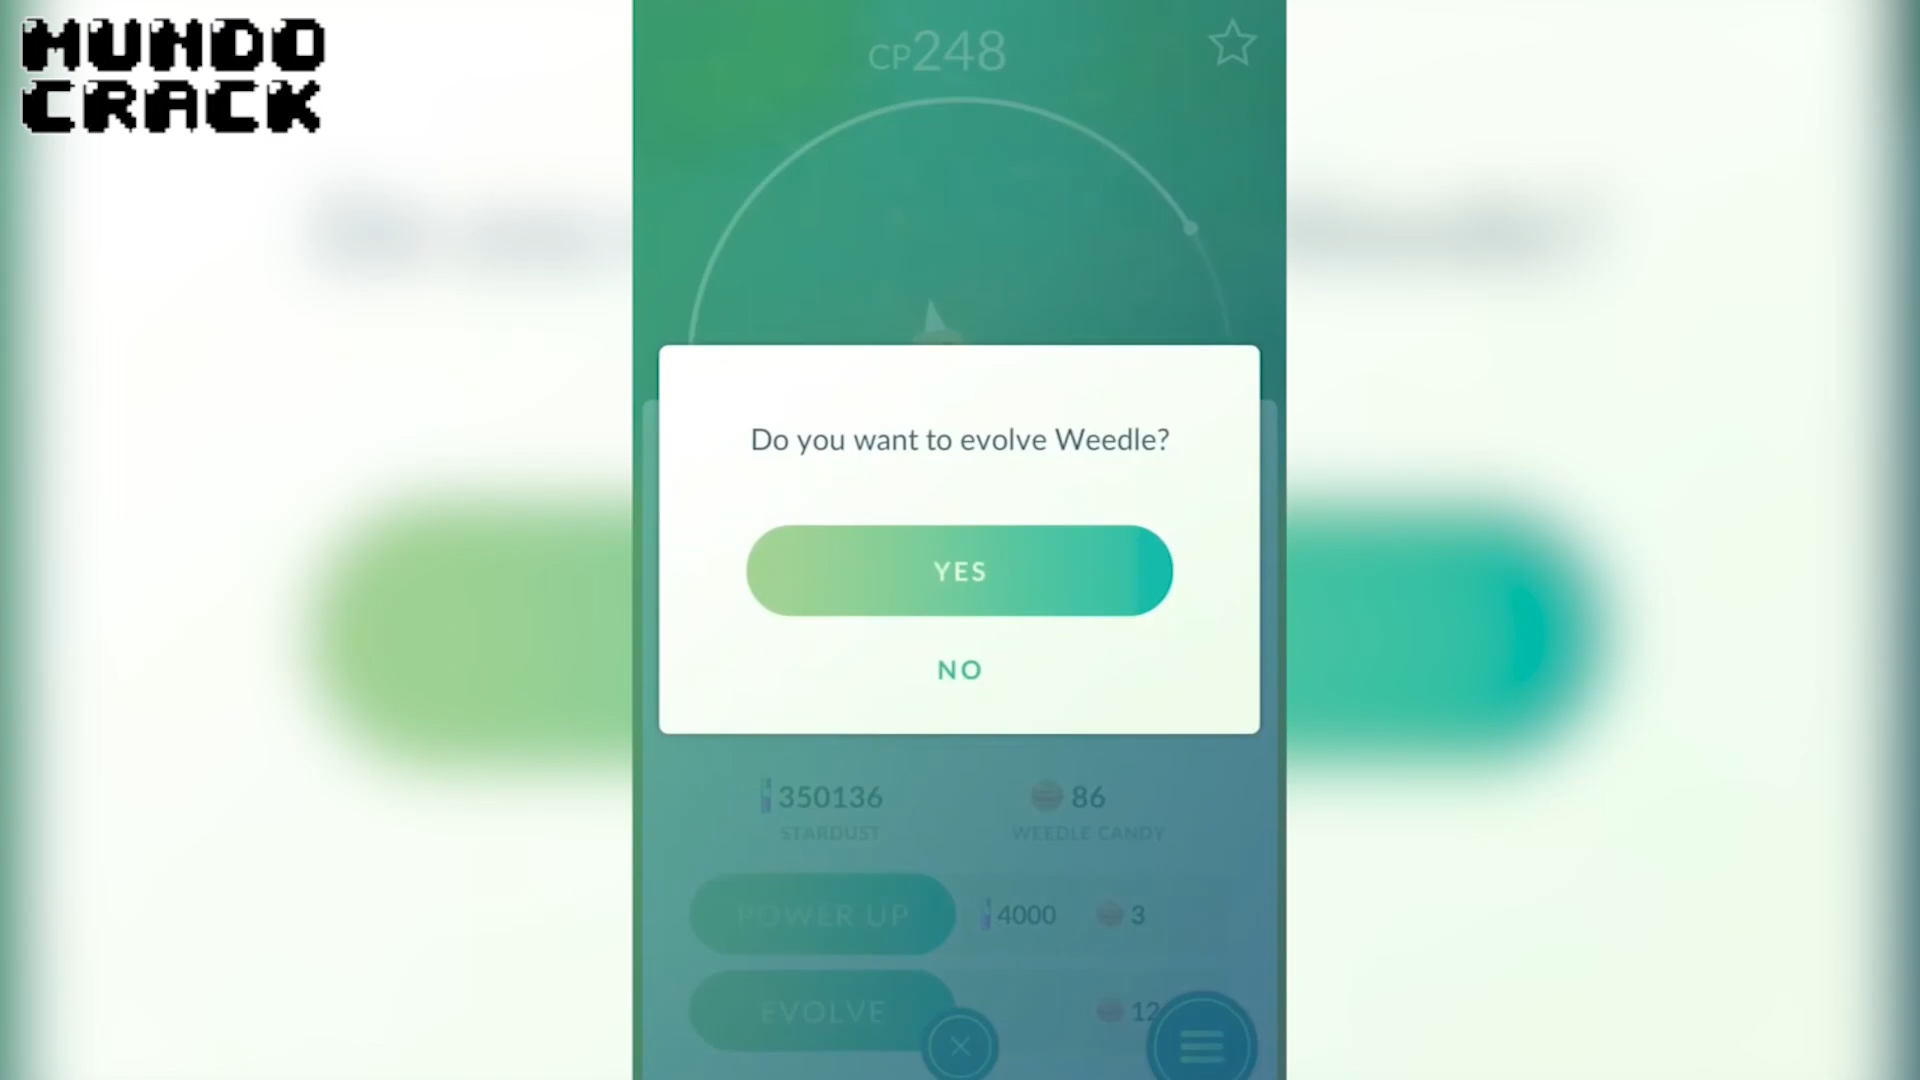 MUNDO
CRACK
CP248
Do you want to evolve Weedle?
YES
NO
350136
86
STARDUST
WEEDLE CANDY
POWER UP
4000
3
EVOLVE
12